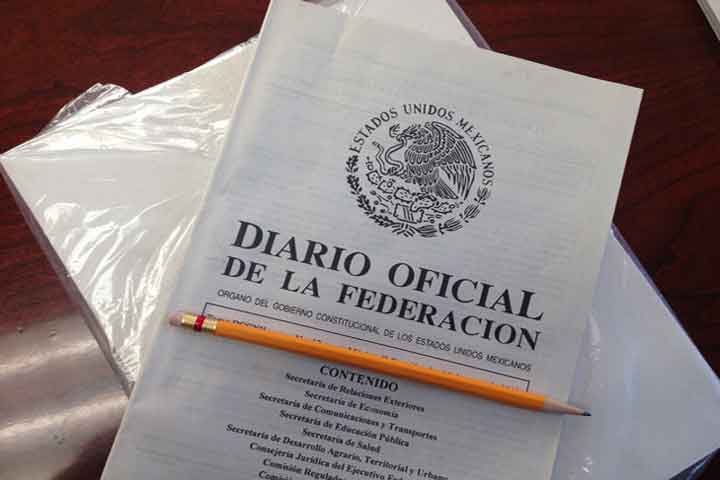 ESTADOS UNIDOS MEXICANOS
DIARIO OFICIAL
DE LA FEDERACION
ORGANO DEL GOBIERNO CONSTITUCIONAL DE LOS ESTADOS UNIDOS MEXICANOS
CONTENIDO
Secretaría de Relaciones Exteriores
Secretaría de Economía
Secretaría de Comunicaciones y Transportes
Secretaría de Educación Pública
Secretaría de Salud
Secretaría de Desarrollo Agrario, Territorial y Urbano
Consejería Jurídica del Ejecutivo
Comisión